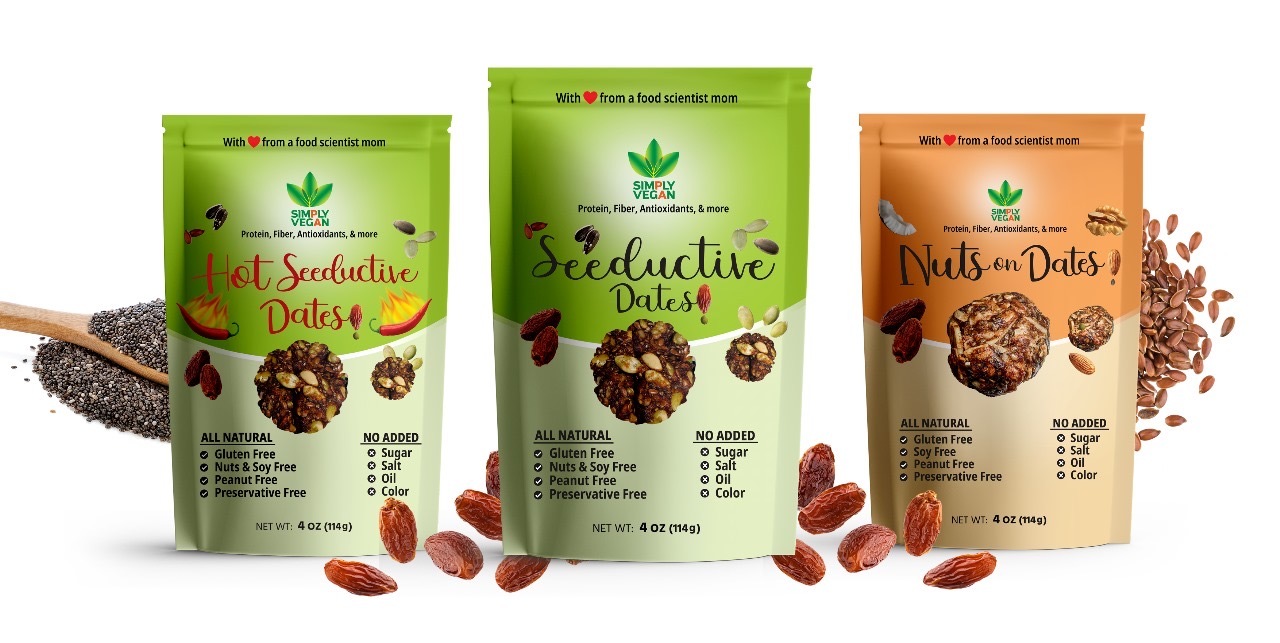 With ❤ from a food scientist mom
SIMPLY
VEGAN
Protein, Fiber, Antioxidants, & more
Hot Seeductive
Dates
ALL NATURAL
Gluten Free
Nuts & Soy Free
Peanut Free
Preservative Free
NO ADDED
Sugar
Salt
Oil
Color
NET WT: 4 OZ (114g)
With ❤ from a food scientist mom
SIMPLY
VEGAN
Protein, Fiber, Antioxidants, & more
Seeductive
Dates!
ALL NATURAL
Gluten Free
Nuts & Soy Free
Peanut Free
Preservative Free
NO ADDED
Sugar
Salt
Oil
Color
NET WT: 4 OZ (114g)
With ❤ from a food scientist mom
SIMPLY
VEGAN
Protein, Fiber, Antioxidants, & more
Nuts on Dates!
ALL NATURAL
Gluten Free
Soy Free
Peanut Free
Preservative Free
NO ADDED
Sugar
Salt
Oil
Color
NET WT: 4 OZ (114g)